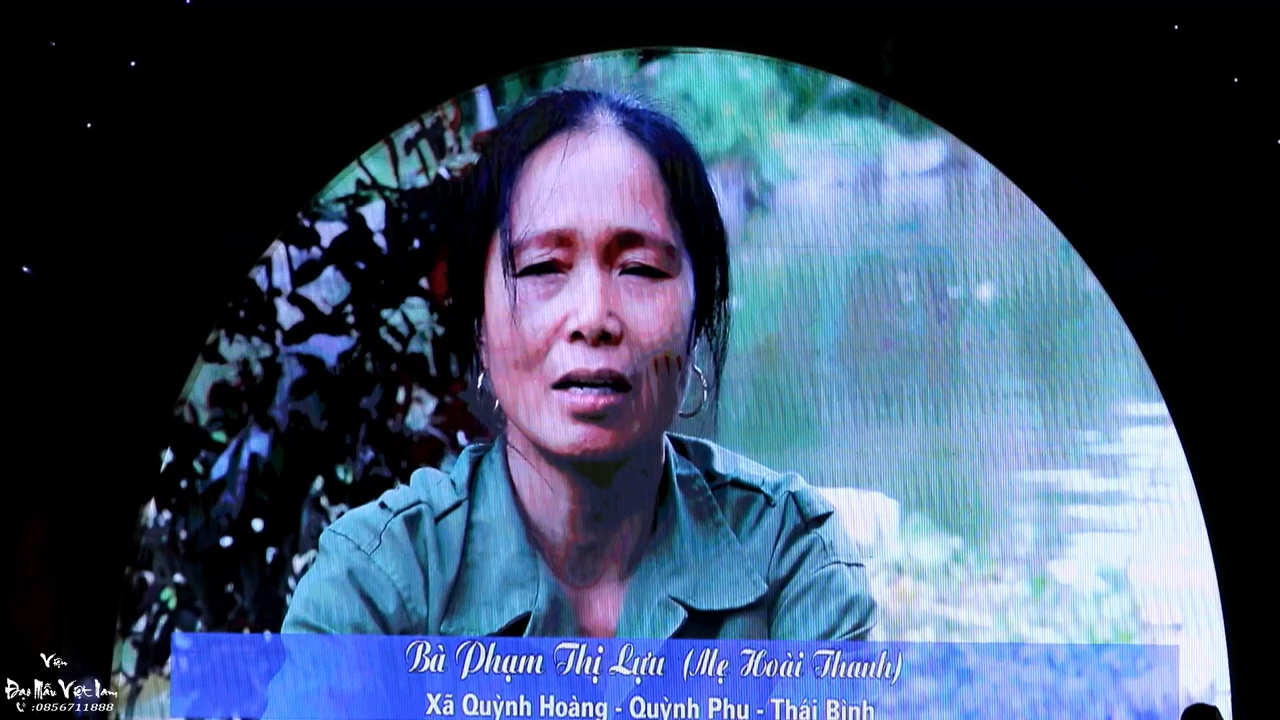 Bà Phạm Thị Lựu (Mẹ Hoài Thanh)
Xã Quỳnh Hoàng - Quỳnh Phụ - Thái Bình
Viện
Đạo Mẫu Việt Nam
:0856711888